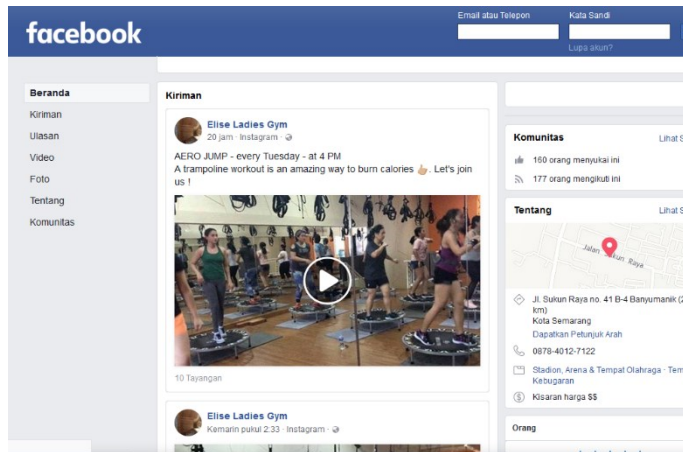 facebook
Email atau Telepon
Kata Sandi
Lupa akun?
Beranda
Kiriman
Ulasan
Video
Foto
Tentang
Komunitas
Kiriman
Elise Ladies Gym
20 jam · Instagram ·
AERO JUMP - every Tuesday - at 4 PM
A trampoline workout is an amazing way to burn calories 👆. Let's join
us !
10 Tayangan
Elise Ladies Gym
Kemarin pukul 2:33 · Instagram ·
Komunitas
Lihat S
160 orang menyukai ini
177 orang mengikuti ini
Tentang
Lihat S
Jalan Sukun Raya
Jl. Sukun Raya no. 41 B-4 Banyumanik (2
km)
Kota Semarang
Dapatkan Petunjuk Arah
0878-4012-7122
Stadion, Arena & Tempat Olahraga · Tem
Kebugaran
Kisaran harga $$
Orang